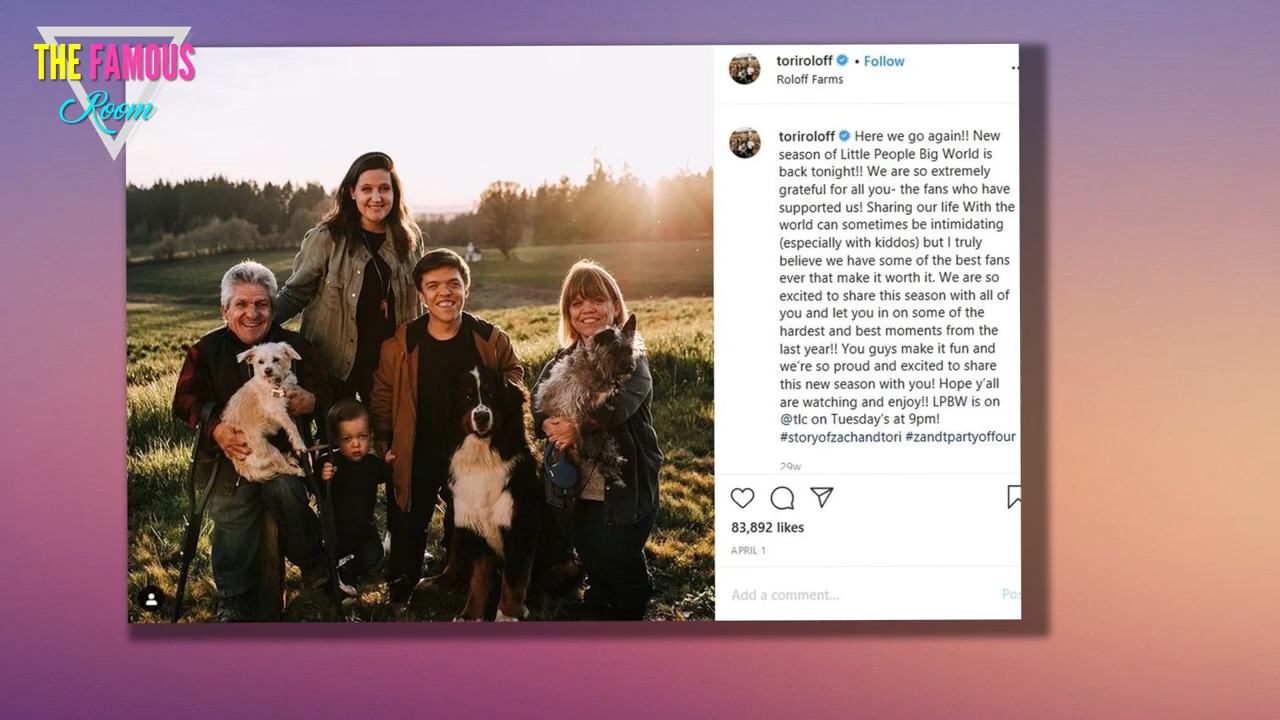 THE FAMOUS
Room
toriroloff • Follow
Roloff Farms
toriroloff Here we go again!! New
season of Little People Big World is
back tonight!! We are so extremely
grateful for all you- the fans who have
supported us! Sharing our life With the
world can sometimes be intimidating
(especially with kiddos) but I truly
believe we have some of the best fans
ever that make it worth it. We are so
excited to share this season with all of
you and let you in on some of the
hardest and best moments from the
last year!! You guys make it fun and
we're so proud and excited to share
this new season with you! Hope y'all
are watching and enjoy!! LPBW is on
@tlc on Tuesday's at 9pm!
#storyofzachandtori #zandtpartyoffour
29w
83,892 likes
APRIL 1
Add a comment...
Pos